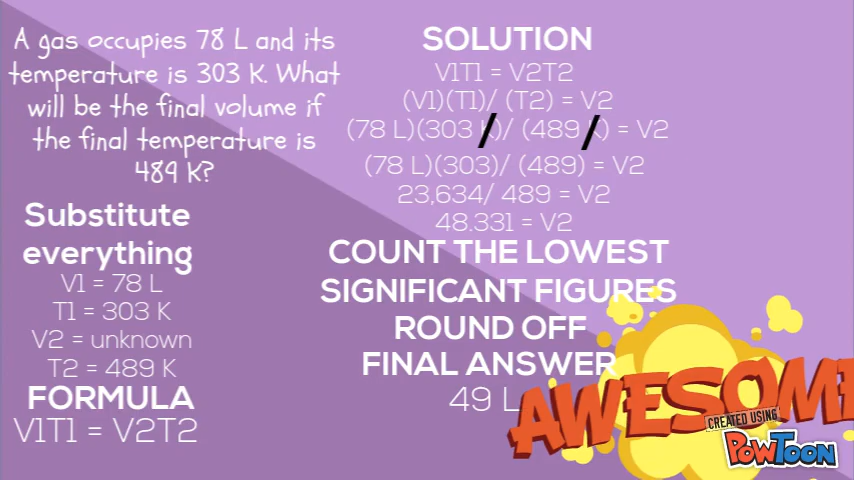 A gas occupies 78 L and its
temperature is 303 K. What
will be the final volume if
the final temperature is
489 K?
Substitute
everything
V1 = 78 L
T1 = 303 K
V2 = unknown
T2 = 489 K
FORMULA
V1T1 = V2T2
SOLUTION
V1T1 = V2T2
(V1)(T1)/ (T2) = V2
(78 L)(303 K)/ (489 K) = V2
(78 L)(303)/ (489) = V2
23,634/ 489 = V2
48.331 = V2
COUNT THE LOWEST
SIGNIFICANT FIGURES
ROUND OFF
FINAL ANSWER
49 L
AWESOME
CREATED USING
POWTOON